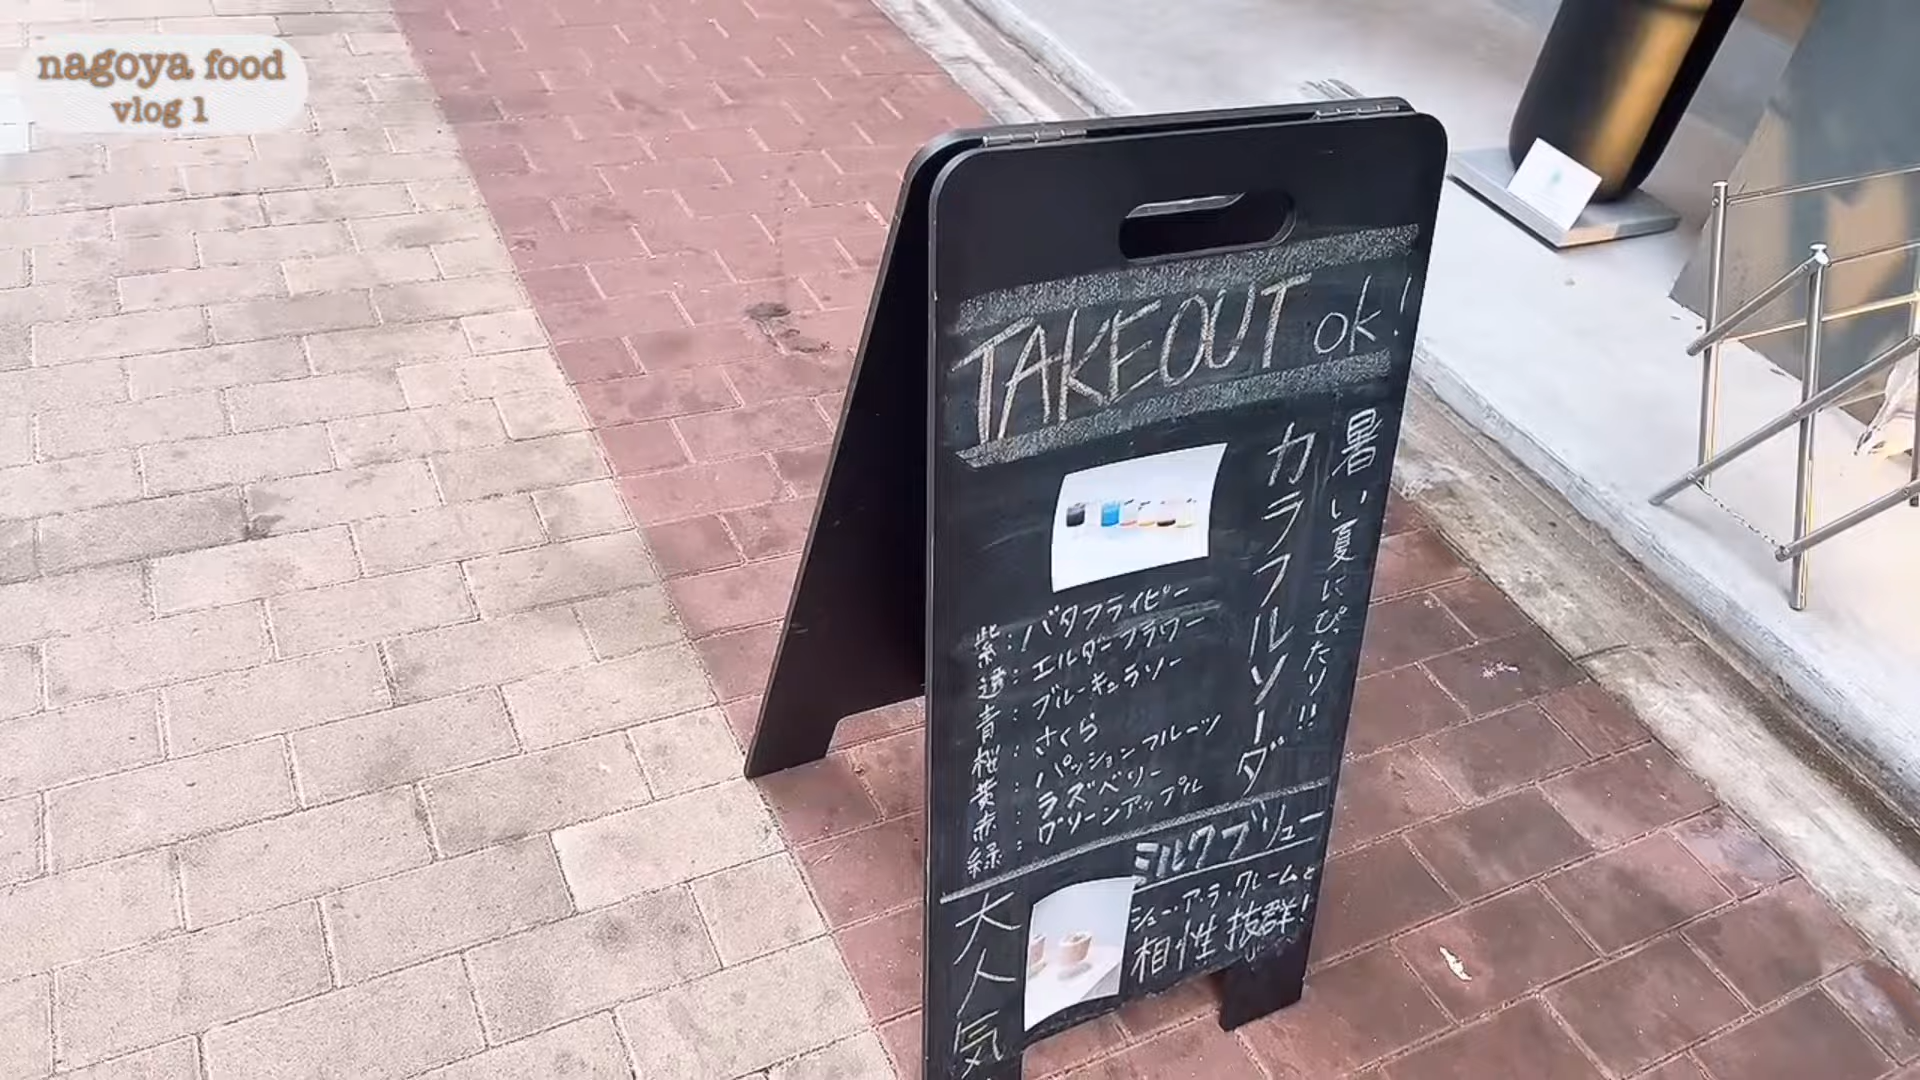 nagoya food
vlog 1
TAKEOUT ok!
暑い夏にぴったり!!
カラフルソーダ
紫:バタフライピー
透:エルダーフラワー
青:ブルーキュラソー
桜:さくら
黄:パッションフルーツ
赤:ラズベリー
緑:グリーンアップル
ミルクブリュー
シュー・ア・ラ・クレームと
相性抜群!
大人気